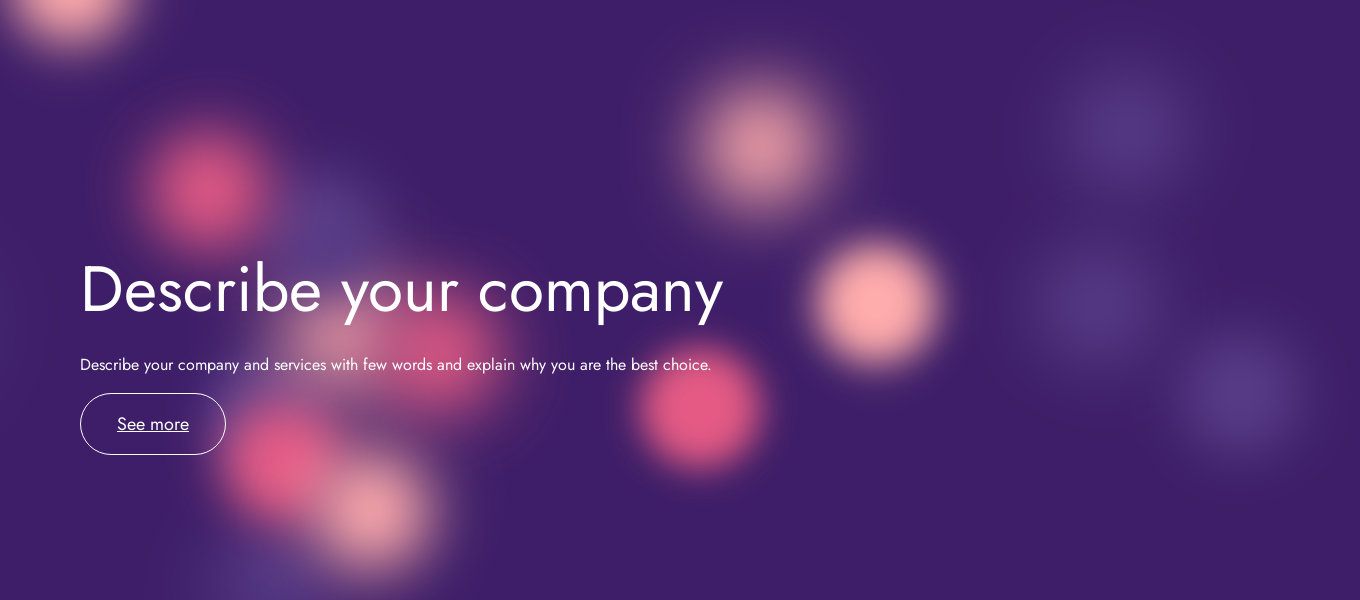 Describe your company
Describe your company and services with few words and explain why you are the best choice.
See more